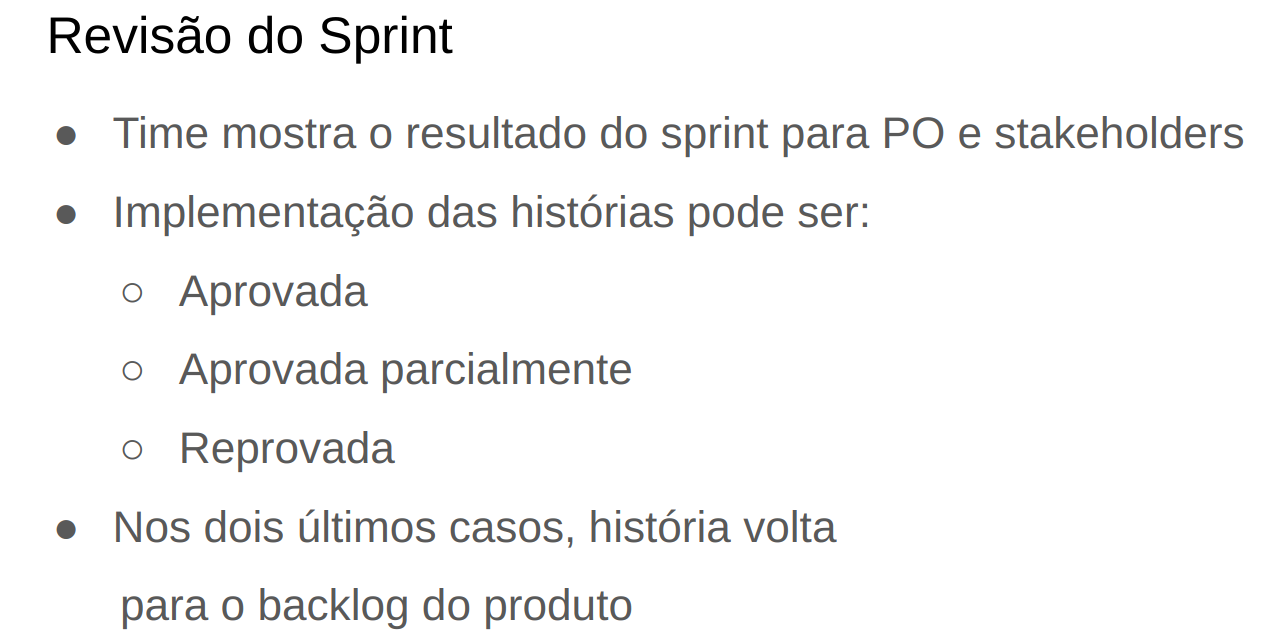 Revisão do Sprint
● Time mostra o resultado do sprint para PO e stakeholders
● Implementação das histórias pode ser:
○ Aprovada
○ Aprovada parcialmente
○ Reprovada
● Nos dois últimos casos, história volta
para o backlog do produto